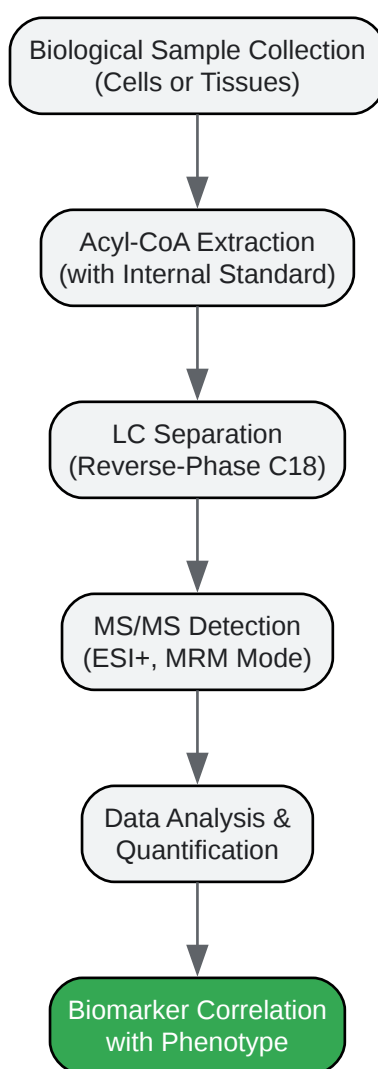 Biological Sample Collection
(Cells or Tissues)
Acyl-CoA Extraction
(with Internal Standard)
LC Separation
(Reverse-Phase C18)
MS/MS Detection
(ESI+, MRM Mode)
Data Analysis &
Quantification
Biomarker Correlation
with Phenotype